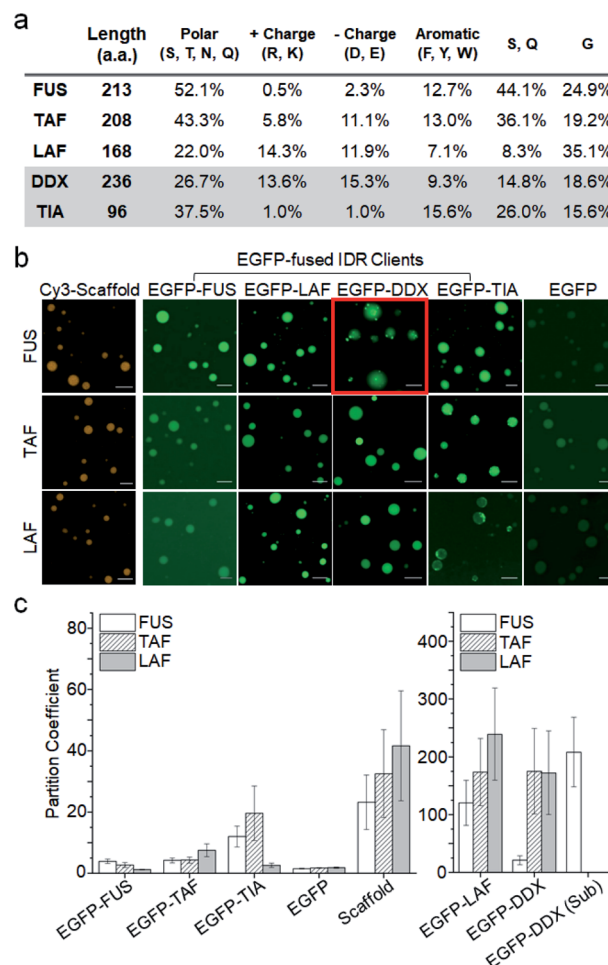 a
Length (a.a.) Polar (S, T, N, Q) + Charge (R, K) - Charge (D, E) Aromatic (F, Y, W) S, Q G
FUS 213 52.1% 0.5% 2.3% 12.7% 44.1% 24.9%
TAF 208 43.3% 5.8% 11.1% 13.0% 36.1% 19.2%
LAF 168 22.0% 14.3% 11.9% 7.1% 8.3% 35.1%
DDX 236 26.7% 13.6% 15.3% 9.3% 14.8% 18.6%
TIA 96 37.5% 1.0% 1.0% 15.6% 26.0% 15.6%
b
EGFP-fused IDR Clients
Cy3-Scaffold EGFP-FUS EGFP-LAF EGFP-DDX EGFP-TIA EGFP
FUS
TAF
LAF
c
Partition Coefficient
80
60
40
20
0
FUS
TAF
LAF
EGFP-FUS
EGFP-TAF
EGFP-TIA
EGFP
Scaffold
400
300
200
100
0
FUS
TAF
LAF
EGFP-LAF
EGFP-DDX
EGFP-DDX (Sub)